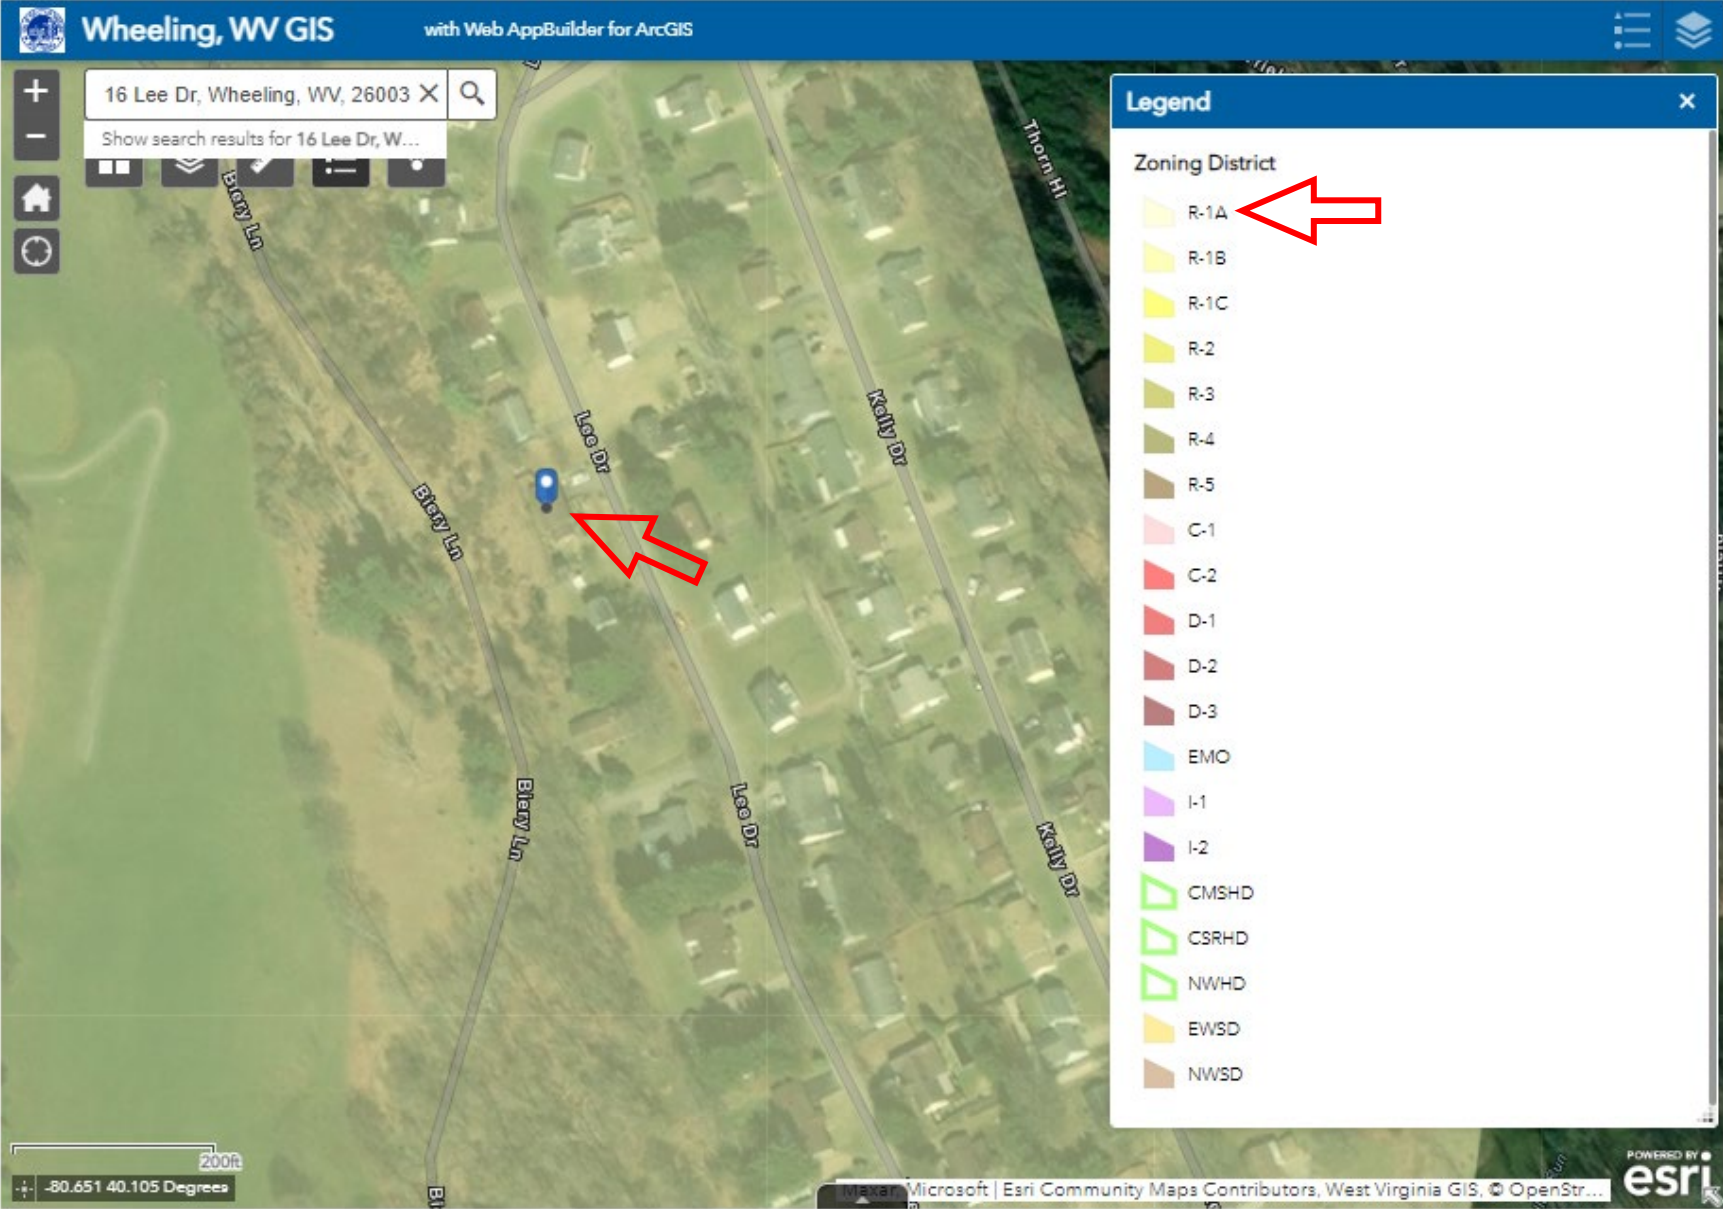 Wheeling, WV GIS
with Web AppBuilder for ArcGIS
16 Lee Dr, Wheeling, WV, 26003
Show search results for 16 Lee Dr, W...
Legend
Zoning District
R-1A
R-1B
R-1C
R-2
R-3
R-4
R-5
C-1
C-2
D-1
D-2
D-3
EMO
I-1
I-2
CMSHD
CSRHD
NWHD
EWSD
NWSD
Biery Ln
Thorn Hl
Lee Dr
Kelly Dr
Biery Ln
Biery Ln
Lee Dr
Kelly Dr
200ft
-80.651 40.105 Degrees
Maxar, Microsoft | Esri Community Maps Contributors, West Virginia GIS, © OpenStr...
POWERED BY
esri